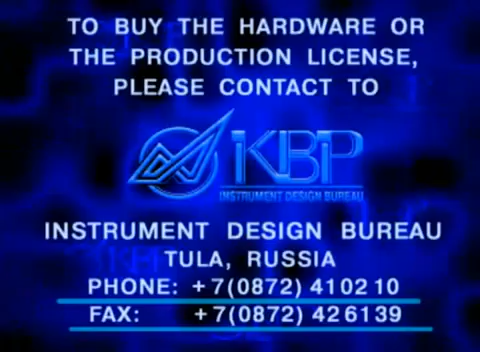 TO BUY THE HARDWARE OR
THE PRODUCTION LICENSE,
PLEASE CONTACT TO
KBP
INSTRUMENT DESIGN BUREAU
INSTRUMENT DESIGN BUREAU
TULA, RUSSIA
PHONE: +7(0872) 410210
FAX: +7(0872) 426139